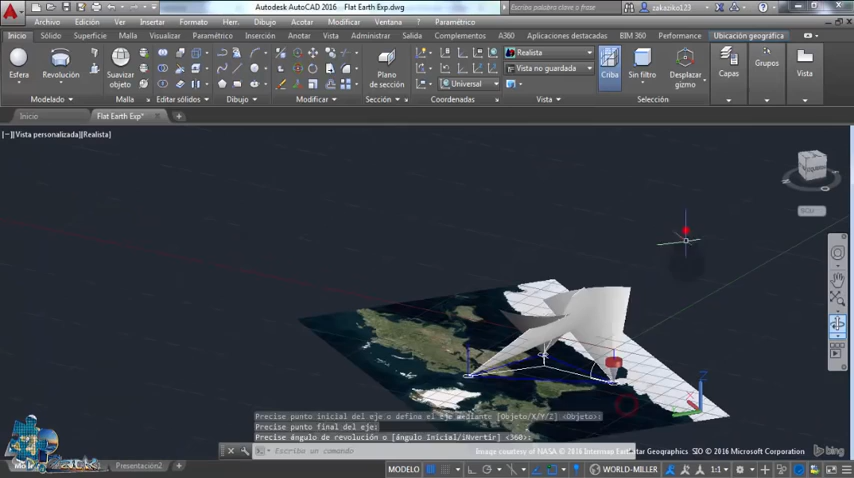 Autodesk AutoCAD 2016 Flat Earth Exp.dwg
Escriba palabra clave o frase
zakaziko123
Archivo Edición Ver Insertar Formato Herr. Dibujo Acotar Modificar Ventana ?
Paramétrico
Inicio Sólido Superficie Malla Visualizar Paramétrico Inserción Anotar Vista Administrar Salida Complementos A360 Aplicaciones destacadas BIM 360 Performance Ubicación geográfica
Esfera
Revolución
Suavizar objeto
Plano de sección
Universal
Realista
Vista no guardada
Criba
Sin filtro
Desplazar gizmo
Capas
Grupos
Vista
Modelado Malla Editar sólidos Dibujo Modificar Sección Coordenadas Vista Selección
Inicio Flat Earth Exp*
[−][Vista personalizada][Realista]
Z
Precise punto inicial del eje o defina el eje mediante [Objeto/X/Y/Z] <Objeto>:
Precise punto final del eje:
Precise ángulo de revolución o [ángulo Inicial/iNvertir] <360>:
Escriba un comando
Image courtesy of NASA © 2016 Intermap Earthstar Geographics SIO © 2016 Microsoft Corporation
bing
Presentación2
MODELO
WORLD-MILLER
1:1